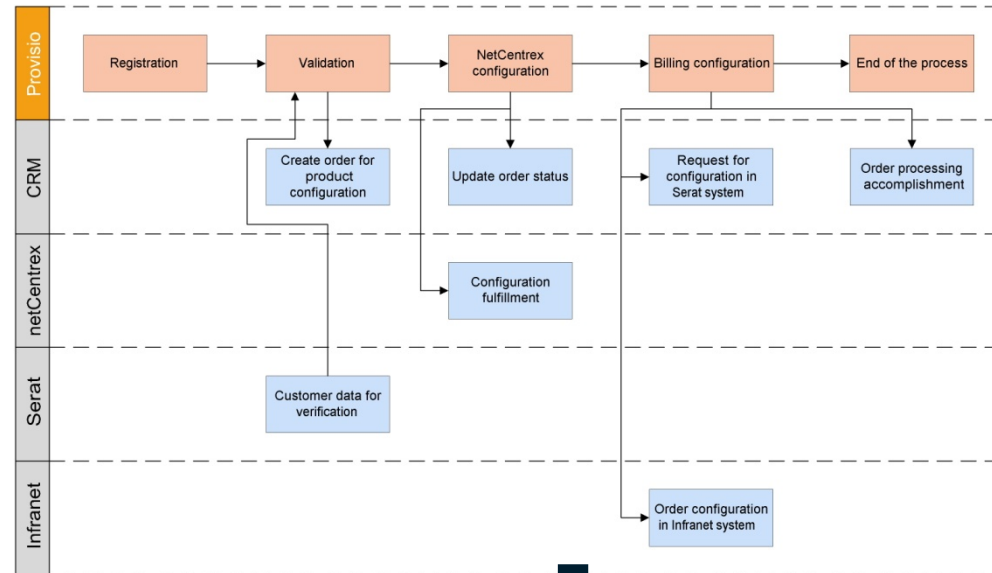 Provisio
Registration
Validation
NetCentrex
configuration
Billing configuration
End of the process
CRM
Create order for
product
configuration
Update order status
Request for
configuration in
Serat system
Order processing
accomplishment
netCentrex
Configuration
fulfillment
Serat
Customer data for
verification
Infranet
Order configuration
in Infranet system